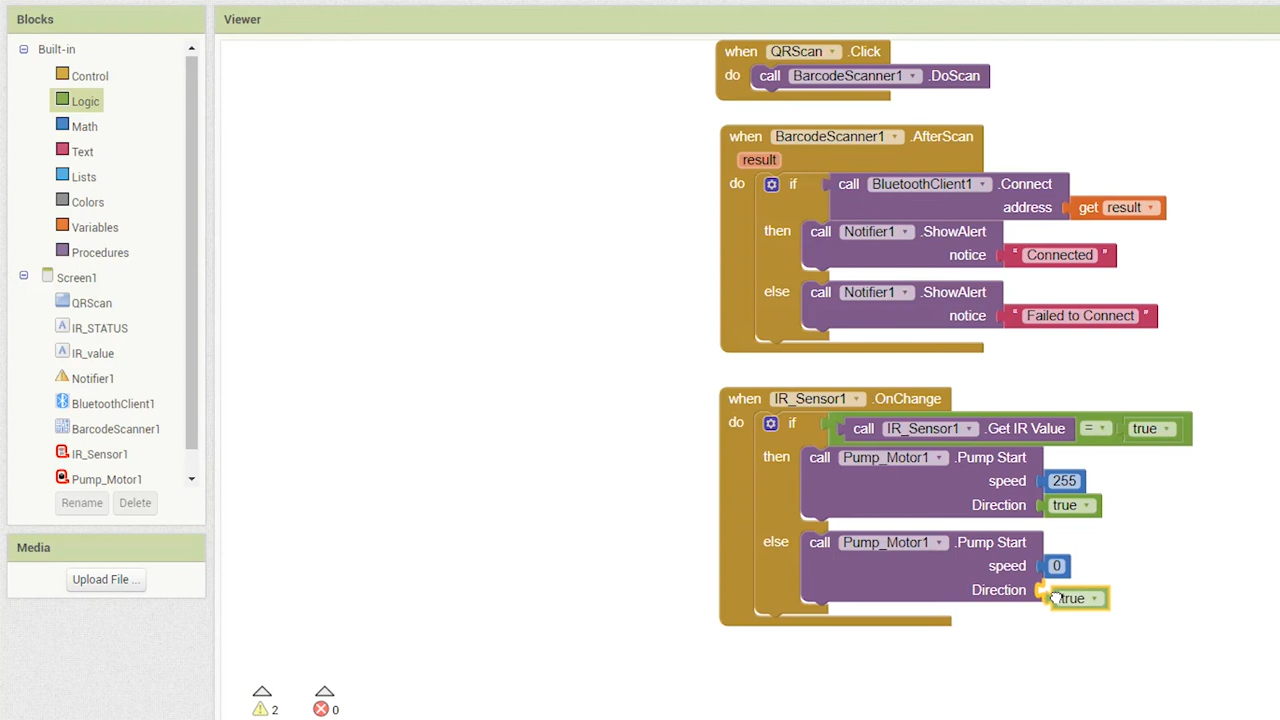 Blocks
Built-in
Control
Logic
Math
Text
Lists
Colors
Variables
Procedures
Screen1
QRScan
IR_STATUS
IR_value
Notifier1
BluetoothClient1
BarcodeScanner1
IR_Sensor1
Pump_Motor1
Rename Delete
Media
Upload File ...
Viewer
when QRScan .Click
do call BarcodeScanner1 .DoScan
when BarcodeScanner1 .AfterScan
result
do if call BluetoothClient1 .Connect
address get result
then call Notifier1 .ShowAlert
notice " Connected "
else call Notifier1 .ShowAlert
notice " Failed to Connect "
when IR_Sensor1 .OnChange
do if call IR_Sensor1 .Get IR Value = true
then call Pump_Motor1 .Pump Start
speed 255
Direction true
else call Pump_Motor1 .Pump Start
speed 0
Direction
true
2 0